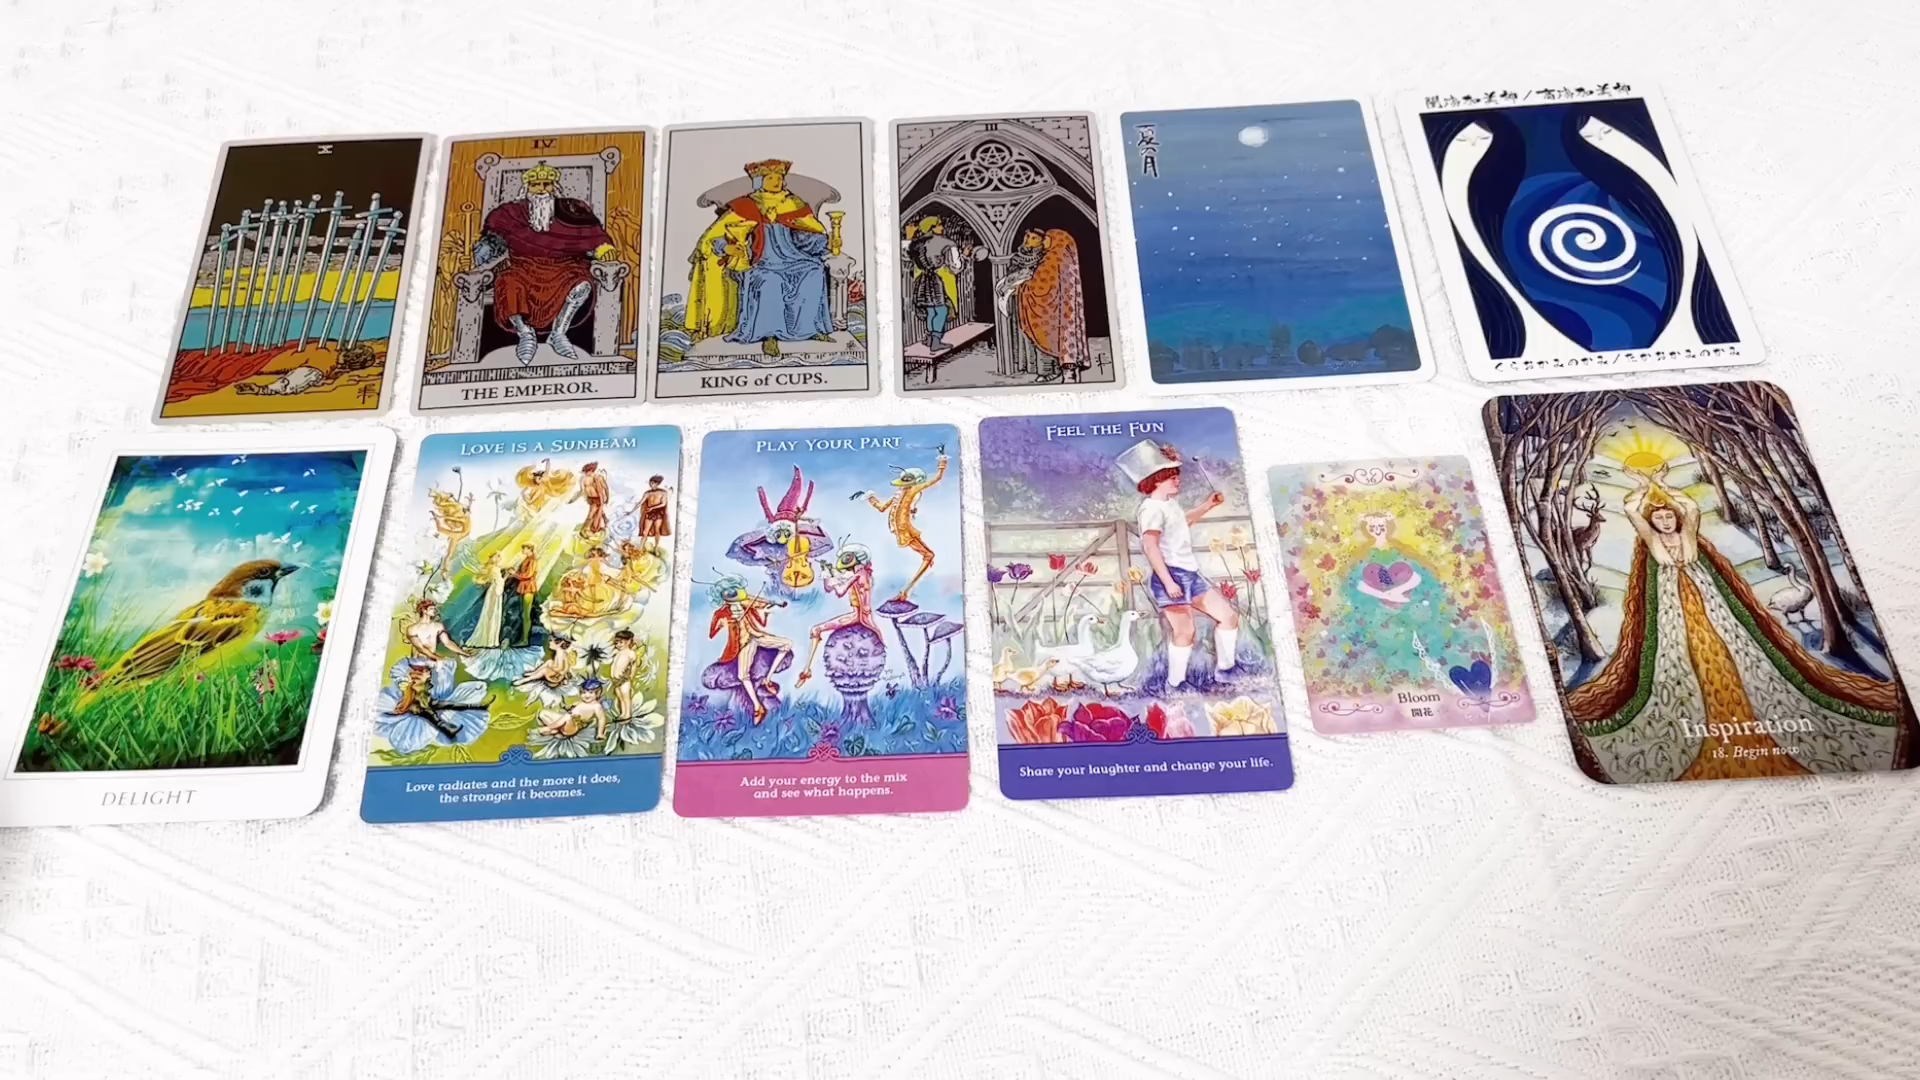 X
IV
THE EMPEROR.
KING of CUPS.
III
夏の月
闇淤加美神/高淤加美神
くらおかみのかみ/たかおかみのかみ
DELIGHT
LOVE IS A SUNBEAM
Love radiates and the more it does,
the stronger it becomes.
PLAY YOUR PART
Add your energy to the mix
and see what happens.
FEEL THE FUN
Share your laughter and change your life.
36
Bloom
開花
Inspiration
18. Begin now